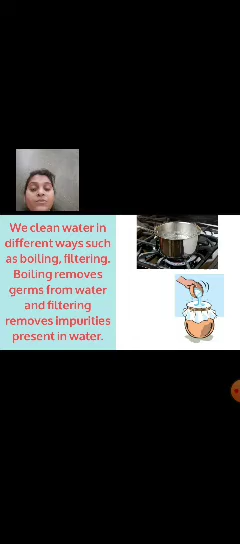 We clean water in
different ways such
as boiling, filtering.
Boiling removes
germs from water
and filtering
removes impurities
present in water.